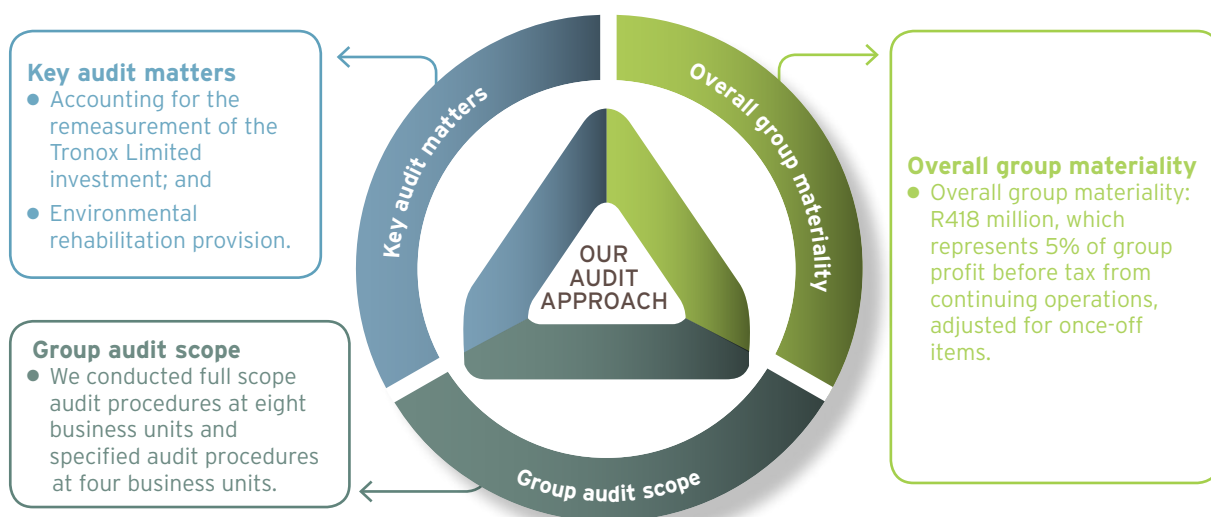 Key audit matters
● Accounting for the
remeasurement of the
Tronox Limited
investment; and
● Environmental
rehabilitation provision.
Group audit scope
● We conducted full scope
audit procedures at eight
business units and
specified audit procedures
at four business units.
Key audit matters
Overall group materiality
Group audit scope
OUR
AUDIT
APPROACH
Overall group materiality
● Overall group materiality:
R418 million, which
represents 5% of group
profit before tax from
continuing operations,
adjusted for once-off
items.